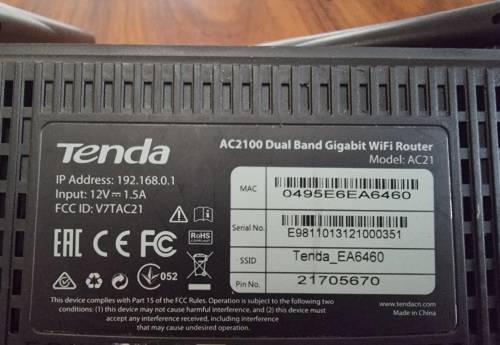 Tenda
AC2100 Dual Band Gigabit WiFi Router
Model: AC21
IP Address: 192.168.0.1
Input: 12V⎓1.5A
FCC ID: V7TAC21
MAC
0495E6EA6460
Serial No.
E9811013121000351
SSID
Tenda_EA6460
Pin No.
21705670
EAC CE FC RoHS
052
This device complies with Part 15 of the FCC Rules. Operation is subject to the following two
conditions: (1) this device may not cause harmful interference, and (2) this device must
accept any interference received, including interference
that may cause undesired operation.
www.tendacn.com
Made in China